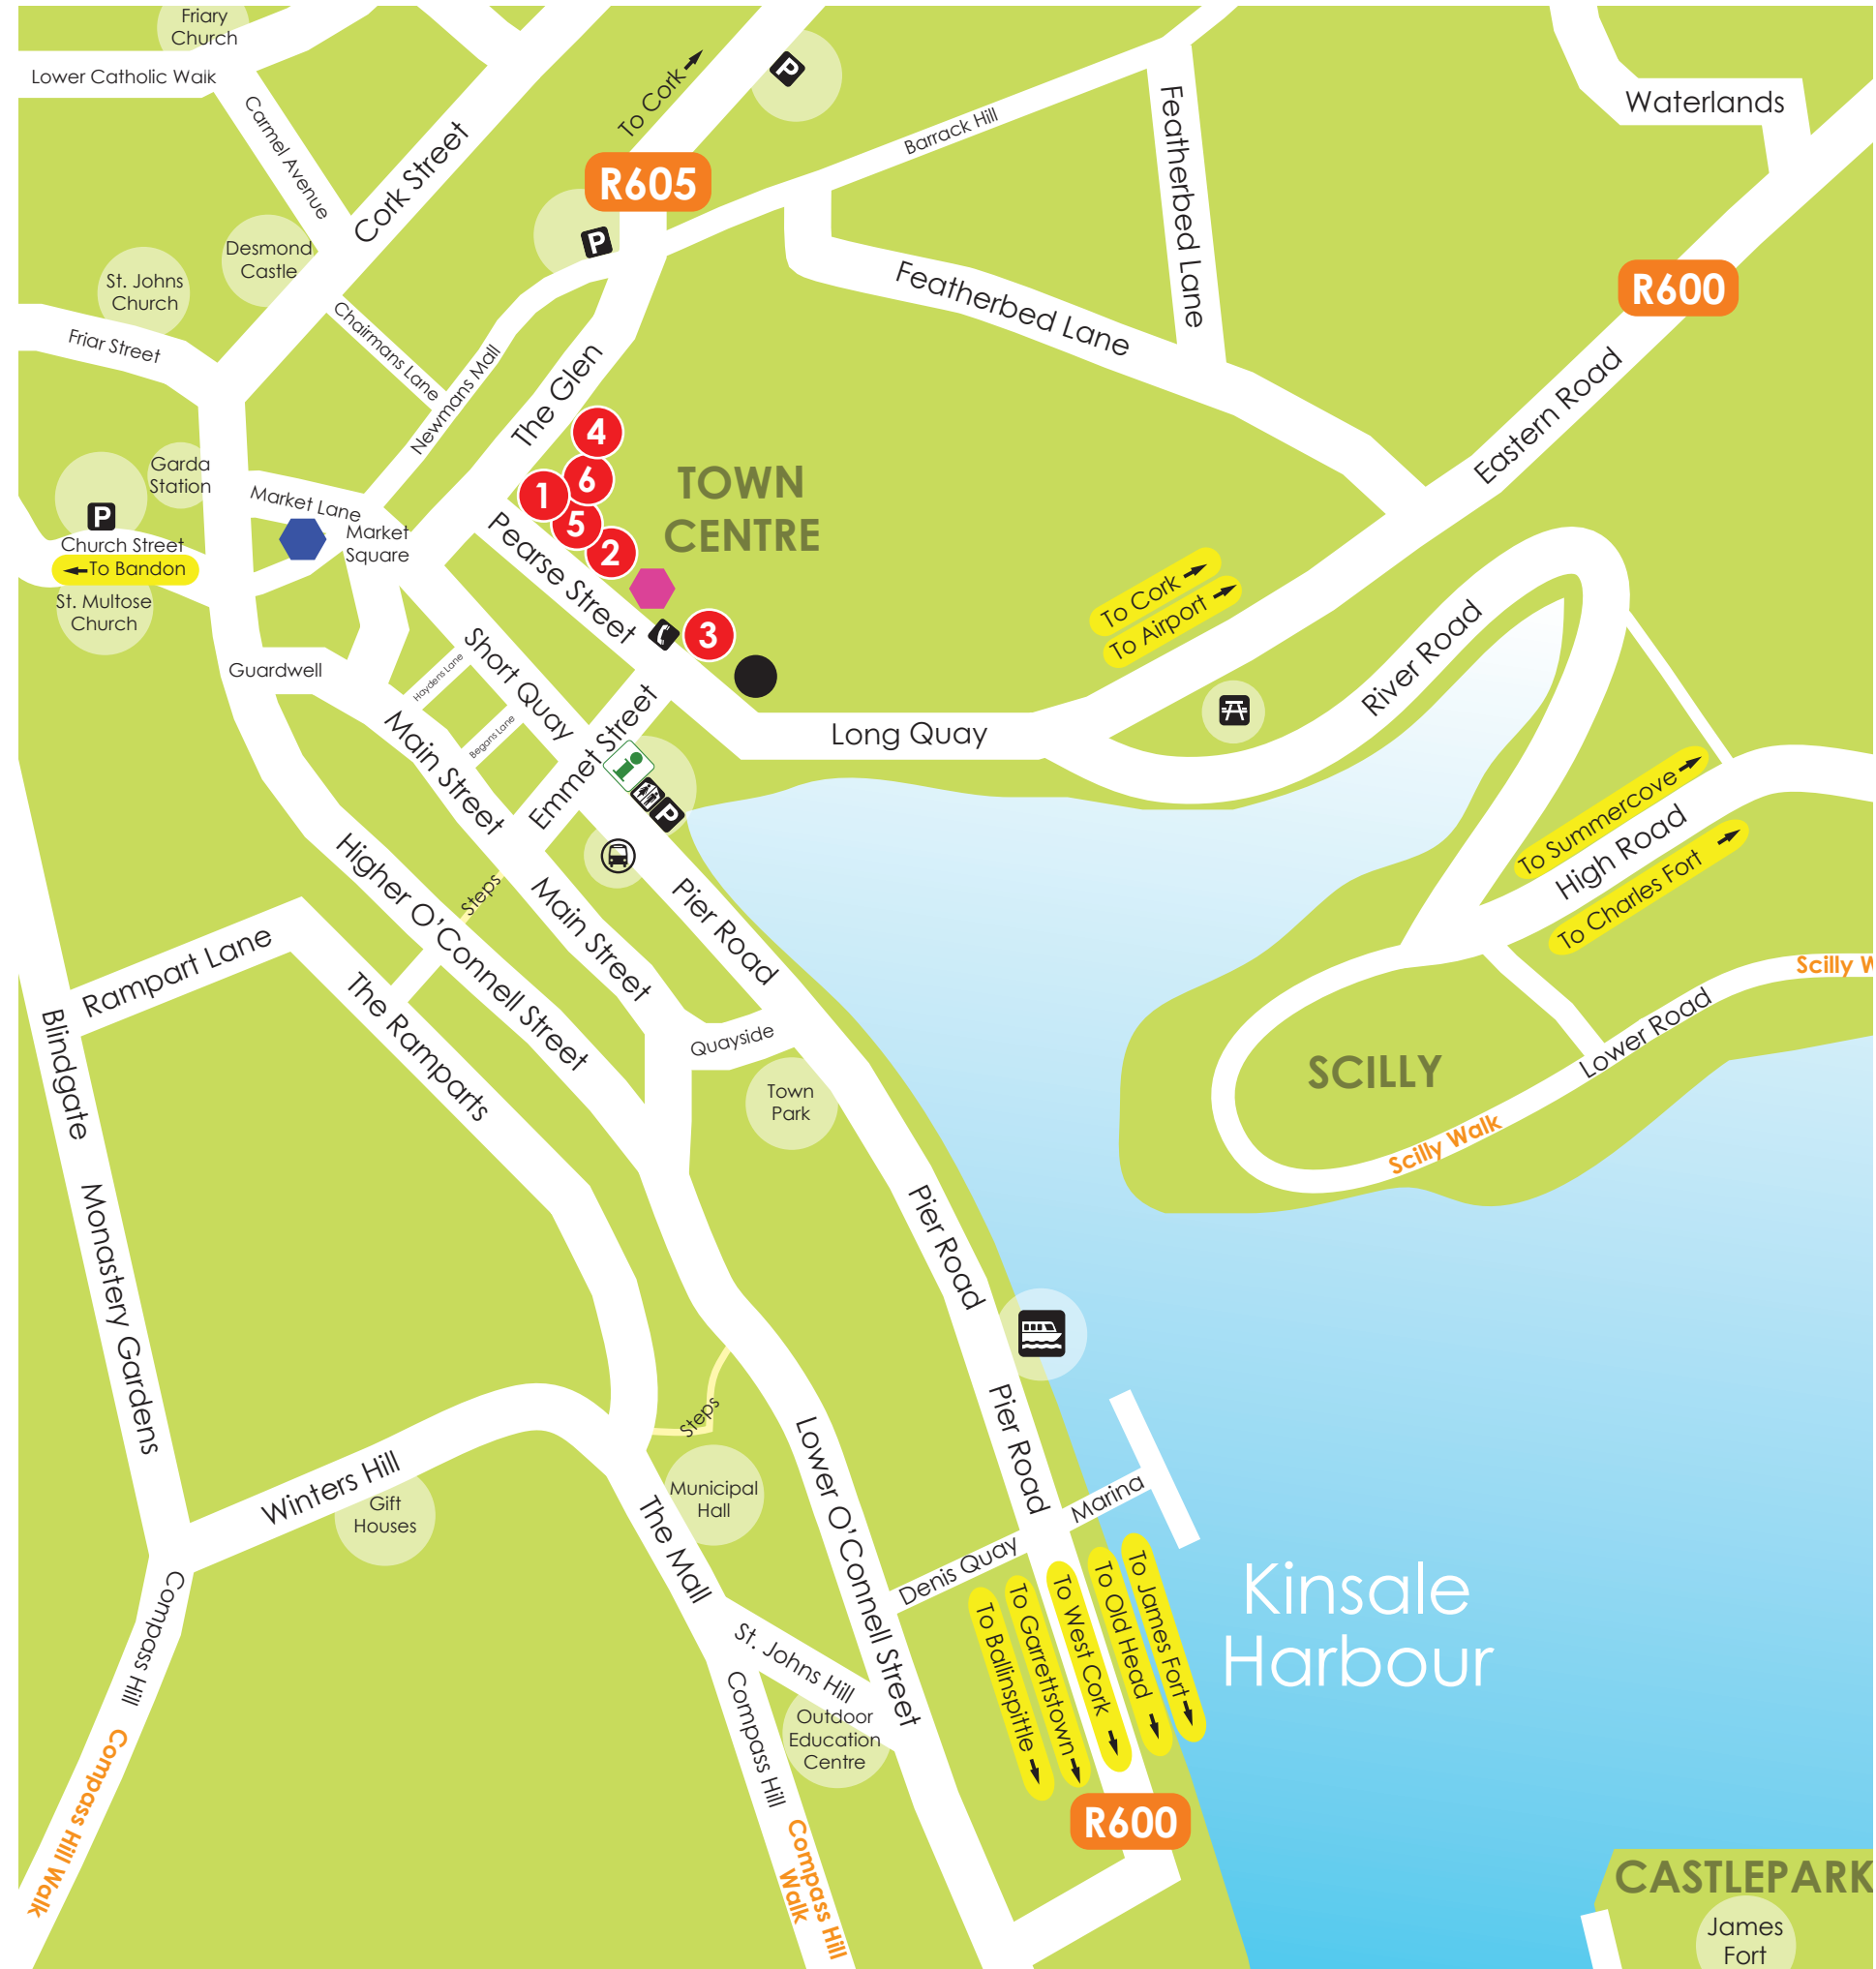 Friary
Church
Lower Catholic Walk
Carmel Avenue
Cork Street
To Cork
P
R605
P
Barrack Hill
Featherbed Lane
Waterlands
R600
Desmond
Castle
St. Johns
Church
Friar Street
Chairmans Lane
Newmans Mall
The Glen
Featherbed Lane
Eastern Road
4
6
1
5
2
3
TOWN
CENTRE
Garda
Station
Market Lane
Market
Square
P
Church Street
To Bandon
St. Multose
Church
Pearse Street
To Cork
To Airport
River Road
Guardwell
Haydens Lane
Short Quay
Begans Lane
Main Street
Emmet Street
i
P
Long Quay
To Summercove
High Road
To Charles Fort
Higher O'Connell Street
Steps
Main Street
Pier Road
Rampart Lane
The Ramparts
Blindgate
Quayside
Town
Park
Scilly W
Lower Road
SCILLY
Scilly Walk
Monastery Gardens
Pier Road
Pier Road
Steps
Winters Hill
Gift
Houses
Municipal
Hall
The Mall
Lower O'Connell Street
Denis Quay
Marina
Compass Hill
Compass Hill Walk
St. Johns Hill
Compass Hill
Outdoor
Education
Centre
Compass Hill
Walk
To Ballinspittle
To Garrettstown
To West Cork
To Old Head
To James Fort
Kinsale
Harbour
R600
CASTLEPARK
James
Fort